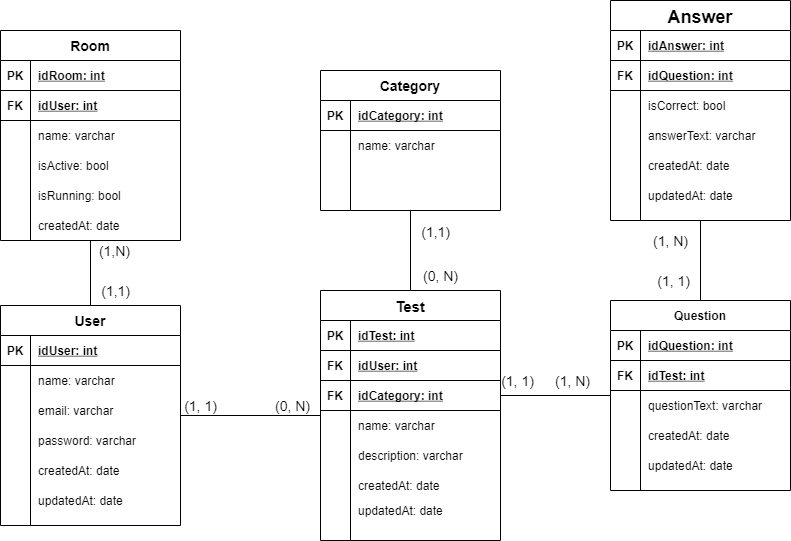 Room
PK idRoom: int
FK idUser: int
name: varchar
isActive: bool
isRunning: bool
createdAt: date
(1,N)
(1,1)
User
PK idUser: int
name: varchar
email: varchar
password: varchar
createdAt: date
updatedAt: date
(1, 1)
(0, N)
Category
PK idCategory: int
name: varchar
(1,1)
(0, N)
Test
PK idTest: int
FK idUser: int
FK idCategory: int
name: varchar
description: varchar
createdAt: date
updatedAt: date
(1, 1)
(1, N)
Answer
PK idAnswer: int
FK idQuestion: int
isCorrect: bool
answerText: varchar
createdAt: date
updatedAt: date
(1, N)
(1, 1)
Question
PK idQuestion: int
FK idTest: int
questionText: varchar
createdAt: date
updatedAt: date